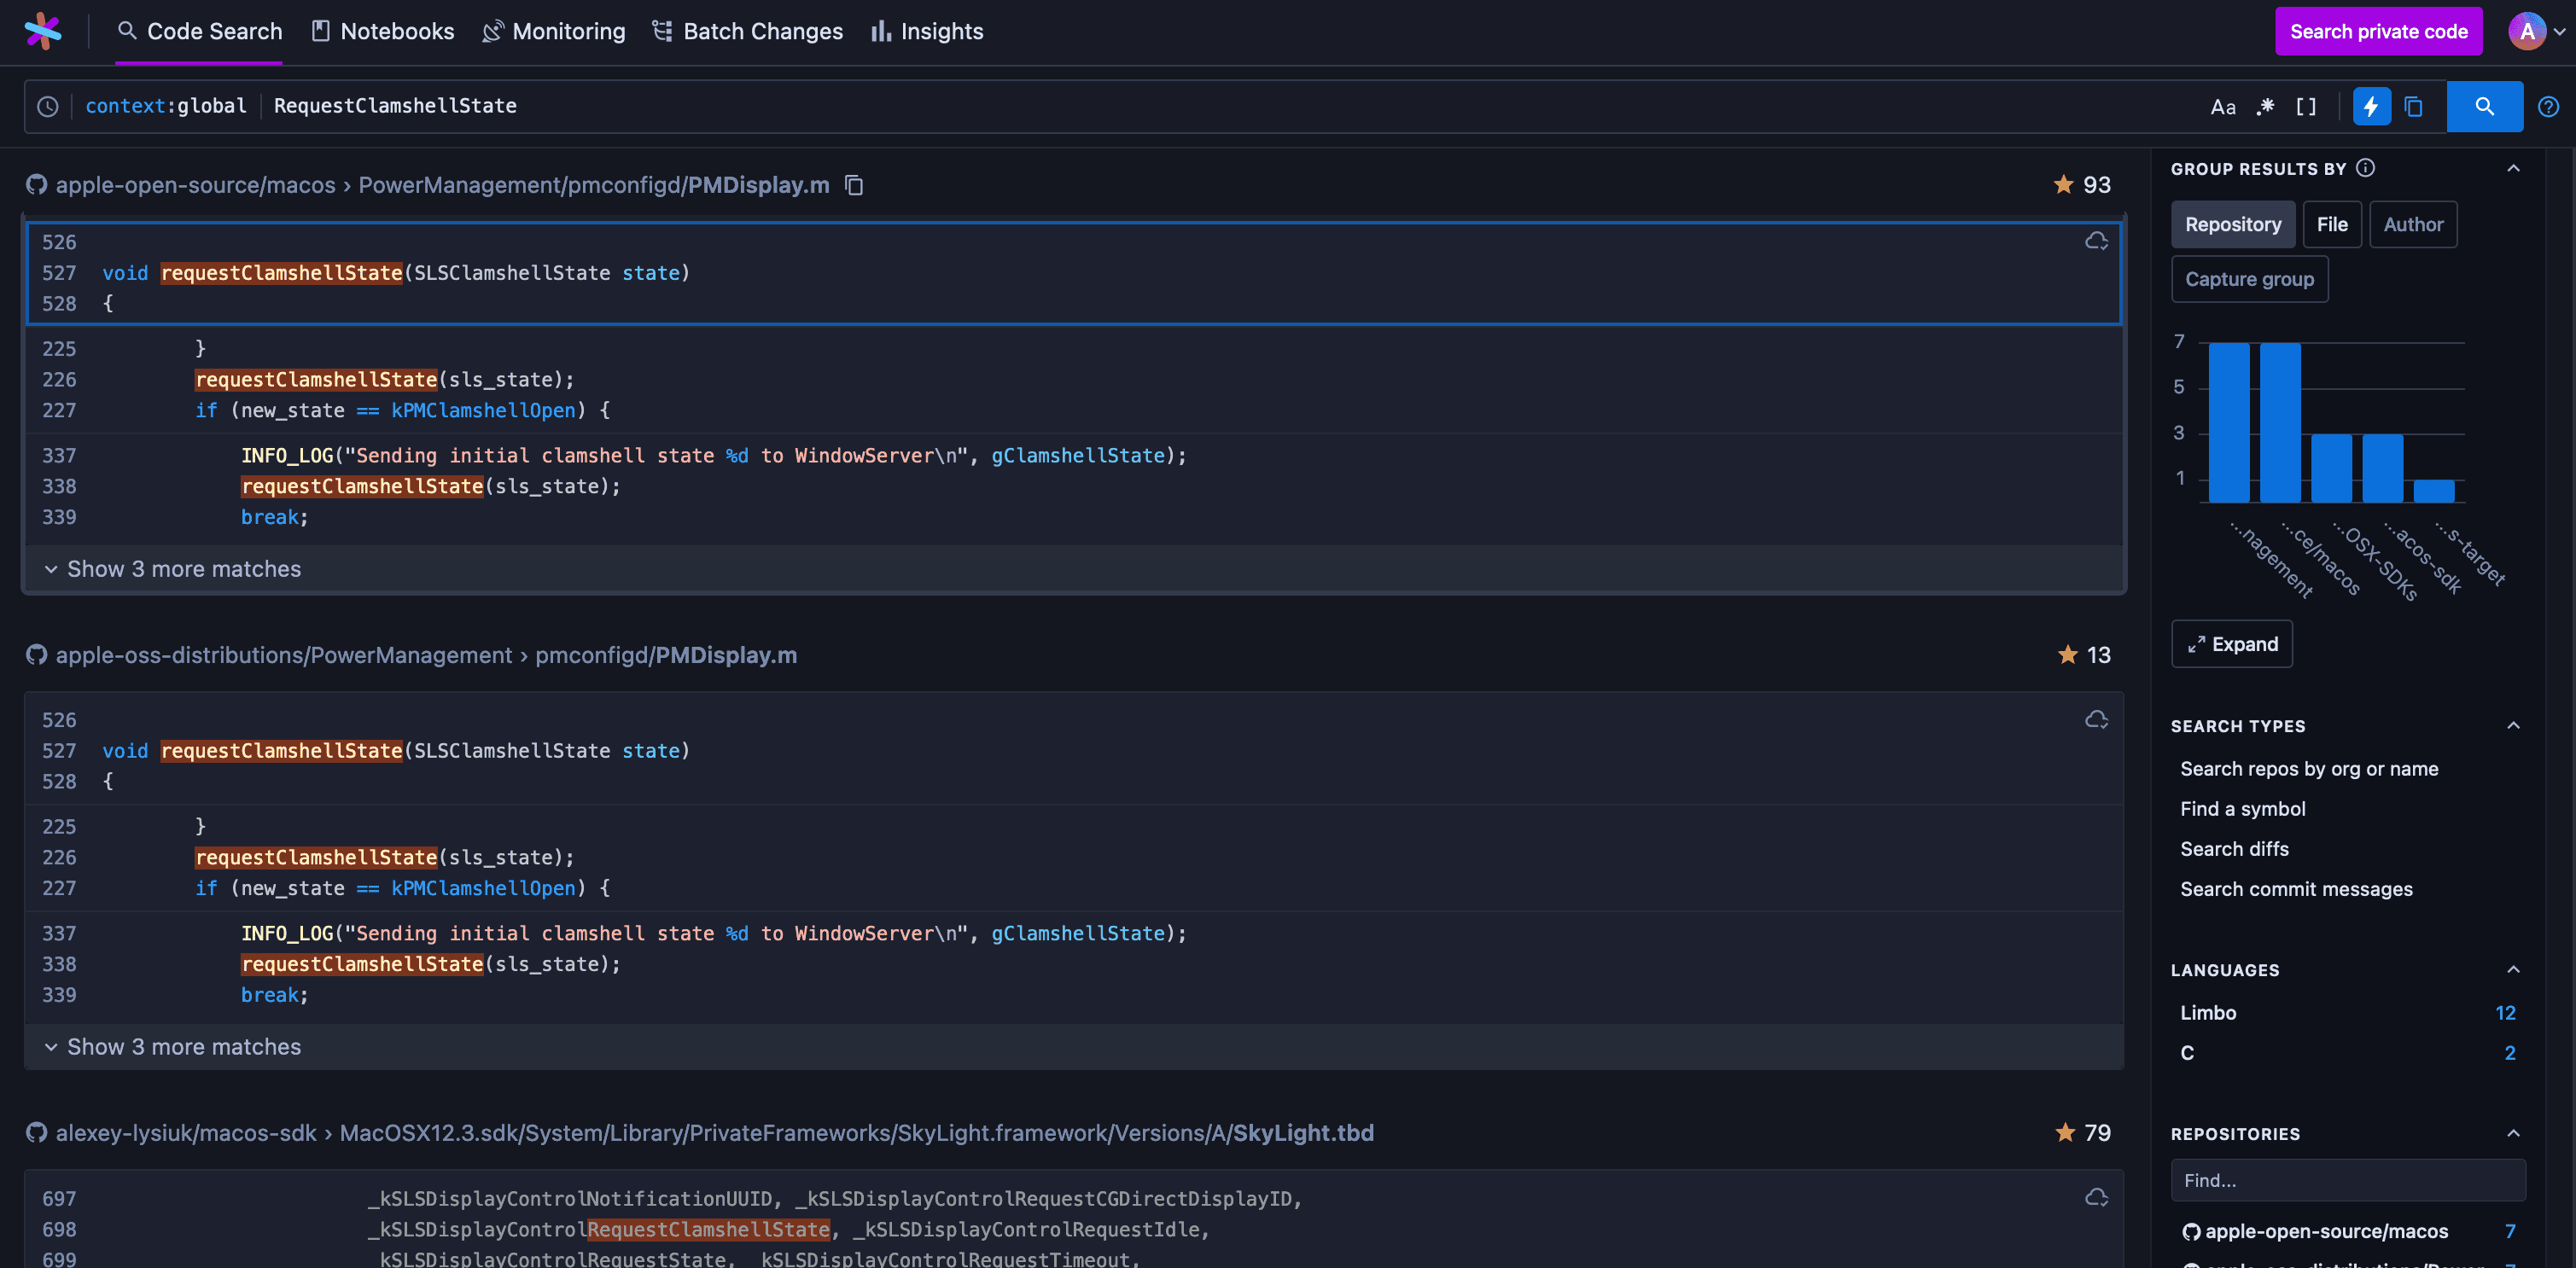 Code Search Notebooks Monitoring Batch Changes Insights Search private code A
context:global RequestClamshellState Aa .* [ ]
apple-open-source/macos › PowerManagement/pmconfigd/PMDisplay.m 93
526
527 void requestClamshellState(SLSClamshellState state)
528 {
225 }
226 requestClamshellState(sls_state);
227 if (new_state == kPMClamshellOpen) {
337 INFO_LOG("Sending initial clamshell state %d to WindowServer\n", gClamshellState);
338 requestClamshellState(sls_state);
339 break;
Show 3 more matches
apple-oss-distributions/PowerManagement › pmconfigd/PMDisplay.m 13
526
527 void requestClamshellState(SLSClamshellState state)
528 {
225 }
226 requestClamshellState(sls_state);
227 if (new_state == kPMClamshellOpen) {
337 INFO_LOG("Sending initial clamshell state %d to WindowServer\n", gClamshellState);
338 requestClamshellState(sls_state);
339 break;
Show 3 more matches
alexey-lysiuk/macos-sdk › MacOSX12.3.sdk/System/Library/PrivateFrameworks/SkyLight.framework/Versions/A/SkyLight.tbd 79
697 _kSLSDisplayControlNotificationUUID, _kSLSDisplayControlRequestCGDirectDisplayID,
698 _kSLSDisplayControlRequestClamshellState, _kSLSDisplayControlRequestIdle,
699 _kSLSDisplayControlRequestState, _kSLSDisplayControlRequestTimeout,
GROUP RESULTS BY
Repository File Author
Capture group
7
5
3
1
...nagement ...ce/macos ...OSX-SDKs ...acos-sdk ...s-target
Expand
SEARCH TYPES
Search repos by org or name
Find a symbol
Search diffs
Search commit messages
LANGUAGES
Limbo 12
C 2
REPOSITORIES
Find...
apple-open-source/macos 7